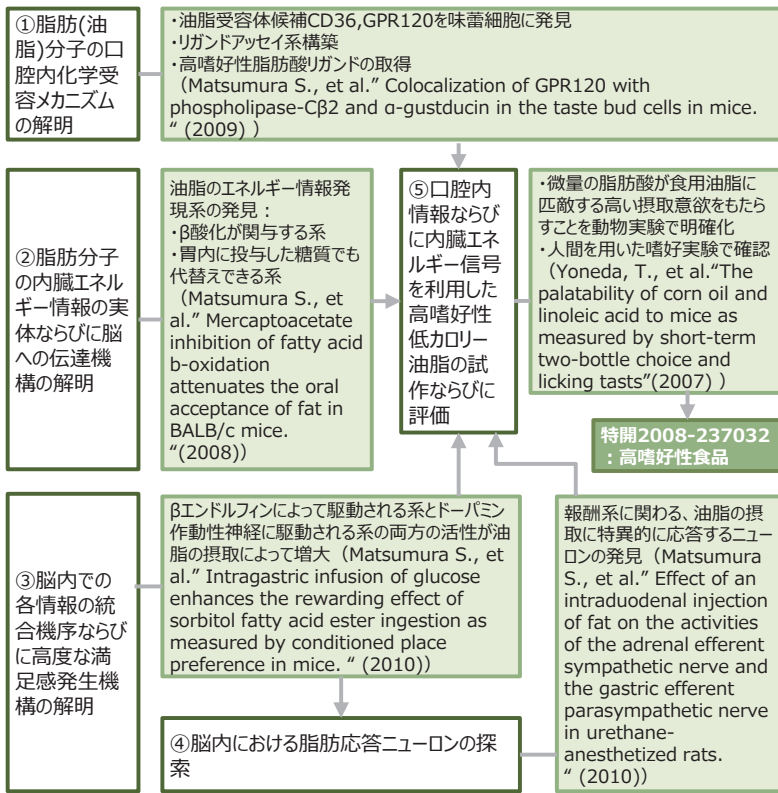 ①脂肪(油
脂)分子の口
腔内化学受
容メカニズム
の解明
・油脂受容体候補CD36,GPR120を味蕾細胞に発見
・リガンドアッセイ系構築
・高嗜好性脂肪酸リガンドの取得
（Matsumura S., et al.” Colocalization of GPR120 with
phospholipase-Cβ2 and α-gustducin in the taste bud cells in mice.
“ (2009) ）
②脂肪分子
の内臓エネル
ギー情報の実
体ならびに脳
への伝達機
構の解明
油脂のエネルギー情報発
現系の発見：
・β酸化が関与する系
・胃内に投与した糖質でも
代替えできる系
（Matsumura S., et
al.” Mercaptoacetate
inhibition of fatty acid
b-oxidation
attenuates the oral
acceptance of fat in
BALB/c mice.
“(2008)）
⑤口腔内
情報ならび
に内臓エネ
ルギー信号
を利用した
高嗜好性
低カロリー
油脂の試
作ならびに
評価
・微量の脂肪酸が食用油脂に
匹敵する高い摂取意欲をもたら
すことを動物実験で明確化
・人間を用いた嗜好実験で確認
（Yoneda, T., et al.“The
palatability of corn oil and
linoleic acid to mice as
measured by short-term
two-bottle choice and
licking tasts”(2007) ）
特開2008-237032
：高嗜好性食品
③脳内での
各情報の統
合機序ならび
に高度な満
足感発生機
構の解明
βエンドルフィンによって駆動される系とドーパミン
作動性神経に駆動される系の両方の活性が油
脂の摂取によって増大（Matsumura S., et
al.” Intragastric infusion of glucose
enhances the rewarding effect of
sorbitol fatty acid ester ingestion as
measured by conditioned place
preference in mice. “ (2010)）
④脳内における脂肪応答ニューロンの探
索
報酬系に関わる、油脂の摂
取に特異的に応答するニュー
ロンの発見（Matsumura
S., et al.” Effect of an
intraduodenal injection
of fat on the activities
of the adrenal efferent
sympathetic nerve and
the gastric efferent
parasympathetic nerve
in urethane-
anesthetized rats.
“ (2010)）